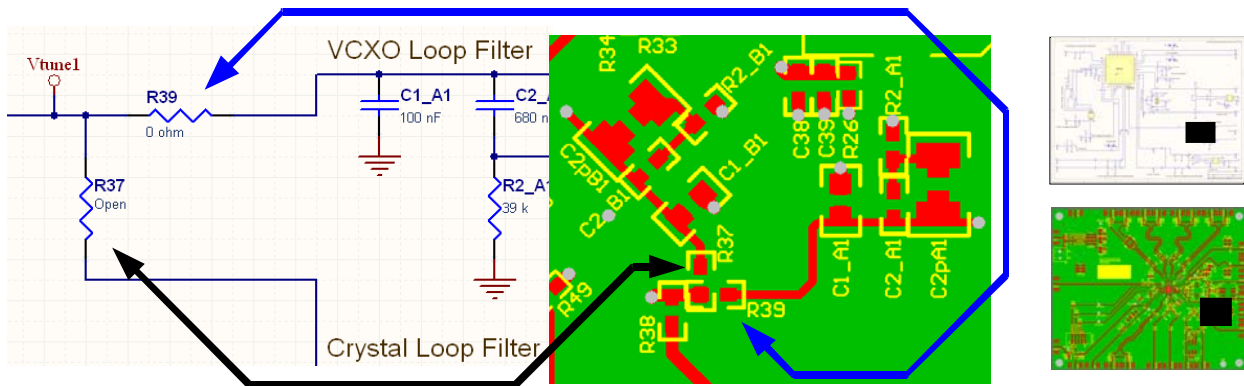 VCXO Loop Filter
Vtune1
R39
0 ohm
C1_A1
100 nF
C2_A
680 n
R37
Open
R2_A1
39 k
Crystal Loop Filter
R34
R33
R2_B1
C38
C39
R26
R2_A1
C2pB1
C1_B1
C2_B1
R37
C1_A1
C2_A1
C2pA1
R49
R38
R39